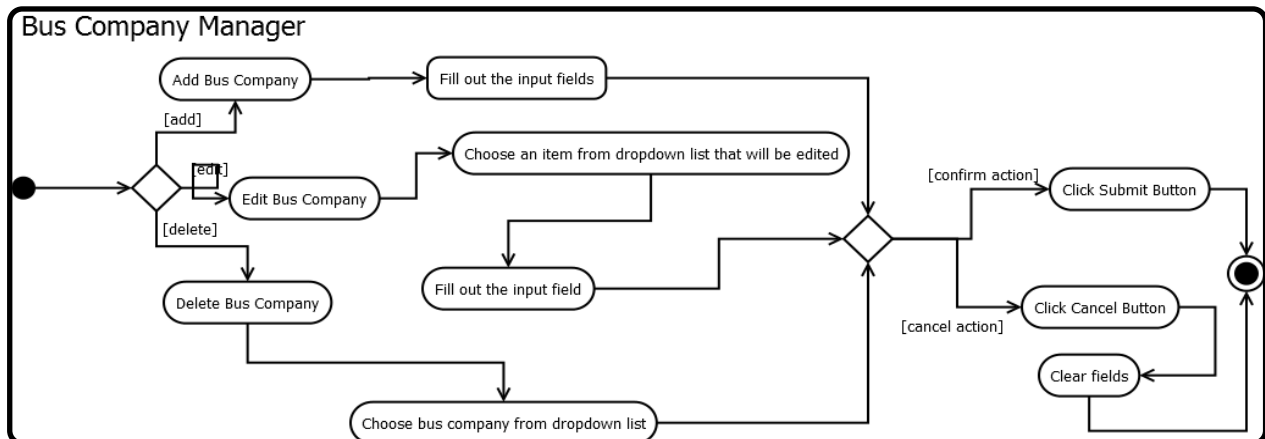 Bus Company Manager
Add Bus Company
Fill out the input fields
[add]
Choose an item from dropdown list that will be edited
[edit]
Edit Bus Company
[confirm action]
Click Submit Button
[delete]
Fill out the input field
Delete Bus Company
Click Cancel Button
[cancel action]
Clear fields
Choose bus company from dropdown list